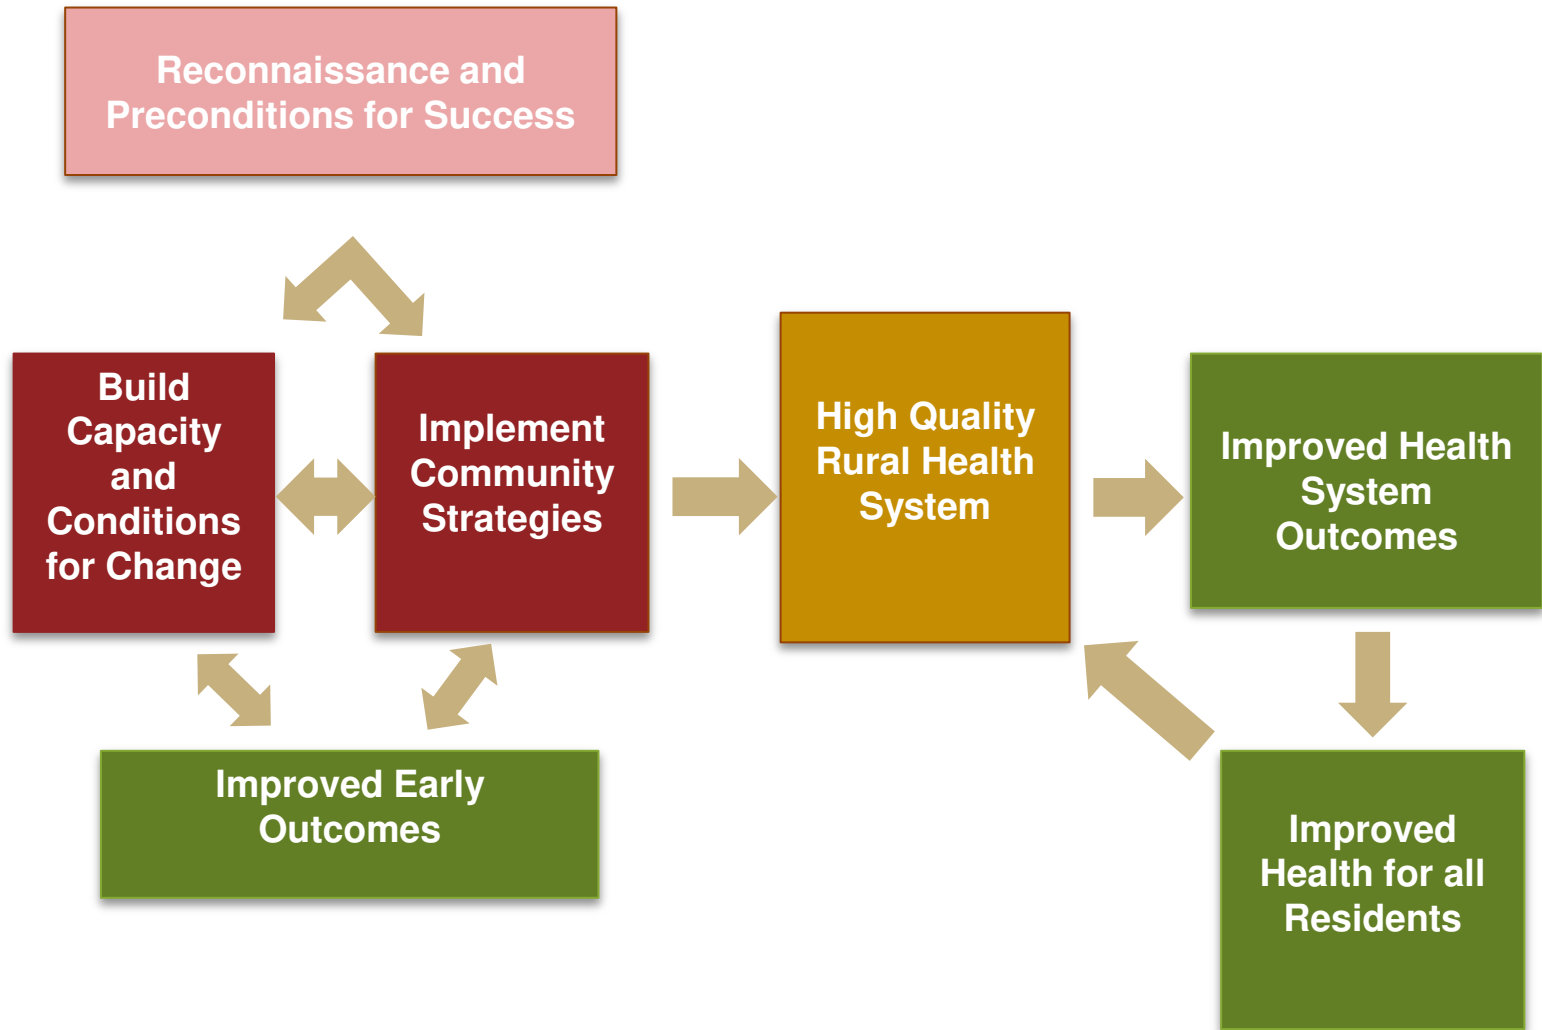 Reconnaissance and
Preconditions for Success
Build
Capacity
and
Conditions
for Change
Implement
Community
Strategies
High Quality
Rural Health
System
Improved Health
System
Outcomes
Improved Early
Outcomes
Improved
Health for all
Residents